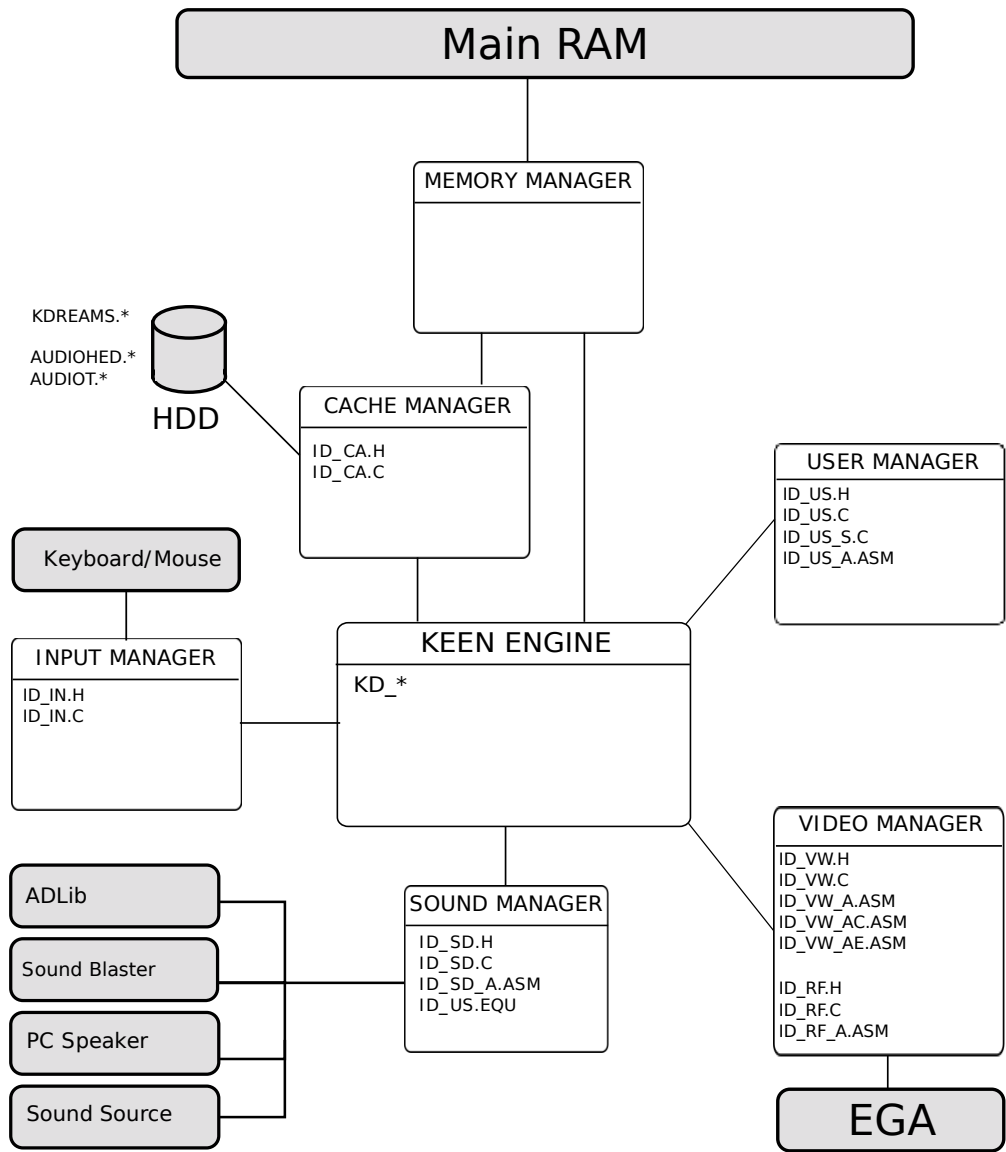 Main RAM
MEMORY MANAGER
KDREAMS.*
AUDIOHED.*
AUDIOT.*
HDD
CACHE MANAGER
ID_CA.H
ID_CA.C
USER MANAGER
ID_US.H
ID_US.C
ID_US_S.C
ID_US_A.ASM
Keyboard/Mouse
INPUT MANAGER
ID_IN.H
ID_IN.C
KEEN ENGINE
KD_*
VIDEO MANAGER
ID_VW.H
ID_VW.C
ID_VW_A.ASM
ID_VW_AC.ASM
ID_VW_AE.ASM
ID_RF.H
ID_RF.C
ID_RF_A.ASM
ADLib
Sound Blaster
PC Speaker
Sound Source
SOUND MANAGER
ID_SD.H
ID_SD.C
ID_SD_A.ASM
ID_US.EQU
EGA